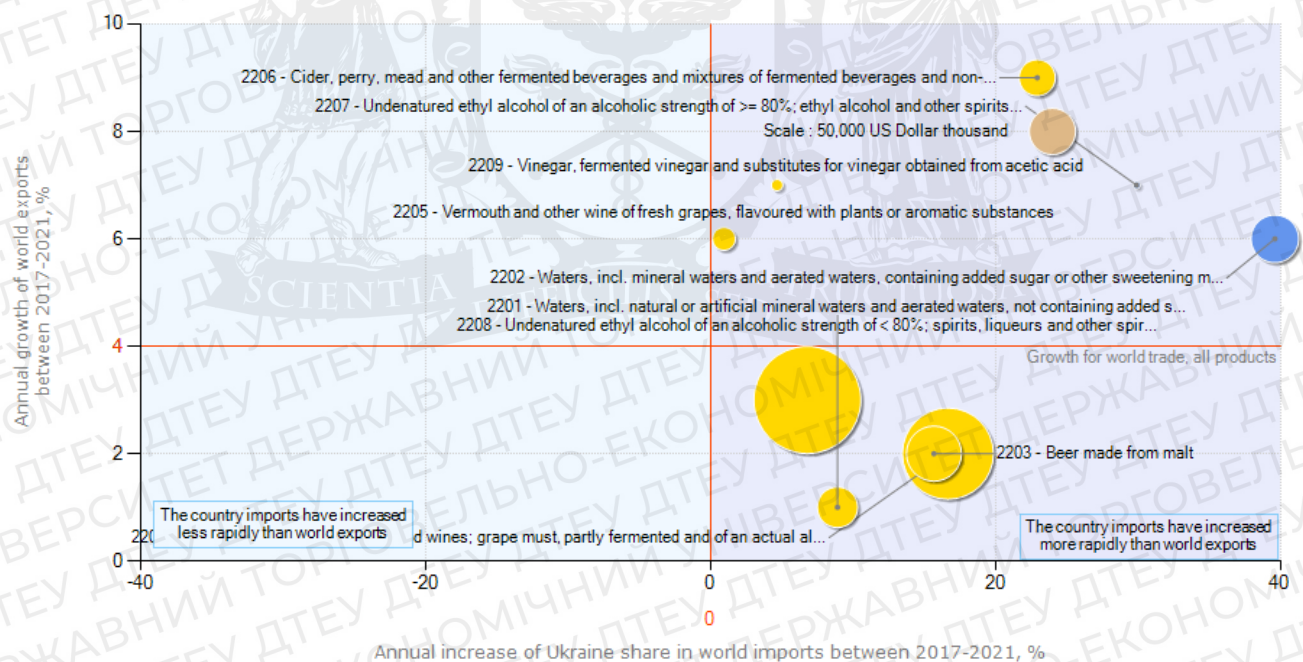 10
2206 - Cider, perry, mead and other fermented beverages and mixtures of fermented beverages and non-...
2207 - Undenatured ethyl alcohol of an alcoholic strength of >= 80%; ethyl alcohol and other spirits...
8
Scale : 50,000 US Dollar thousand
2209 - Vinegar, fermented vinegar and substitutes for vinegar obtained from acetic acid
2205 - Vermouth and other wine of fresh grapes, flavoured with plants or aromatic substances
6
SCIENTIA
2202 - Waters, incl. mineral waters and aerated waters, containing added sugar or other sweetening m...
2201 - Waters, incl. natural or artificial mineral waters and aerated waters, not containing added s...
2208 - Undenatured ethyl alcohol of an alcoholic strength of < 80%; spirits, liqueurs and other spir...
4
Growth for world trade, all products
2
2203 - Beer made from malt
The country imports have increased
less rapidly than world exports
d wines; grape must, partly fermented and of an actual al...
The country imports have increased
more rapidly than world exports
0
-40
-20
0
20
40
0
Annual growth of world exports
between 2017-2021, %
Annual increase of Ukraine share in world imports between 2017-2021, %